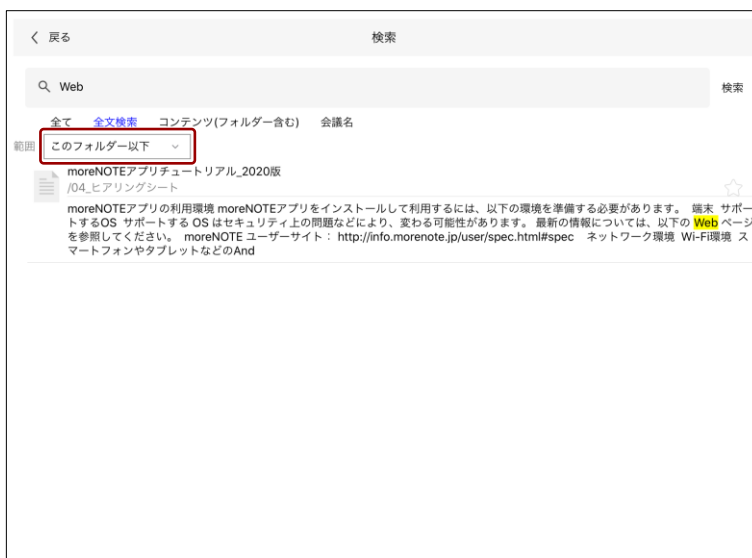 戻る 検索
Web 検索
全て 全文検索 コンテンツ(フォルダー含む) 会議名
範囲 このフォルダー以下
moreNOTEアプリチュートリアル_2020版
/04_ヒアリングシート
moreNOTEアプリの利用環境 moreNOTEアプリをインストールして利用するには、以下の環境を準備する必要があります。 端末 サポー
トするOS サポートする OS はセキュリティ上の問題などにより、変わる可能性があります。 最新の情報については、以下の Web ページ
を参照してください。 moreNOTE ユーザーサイト： http://info.morenote.jp/user/spec.html#spec ネットワーク環境 Wi-Fi環境 ス
マートフォンやタブレットなどのAnd